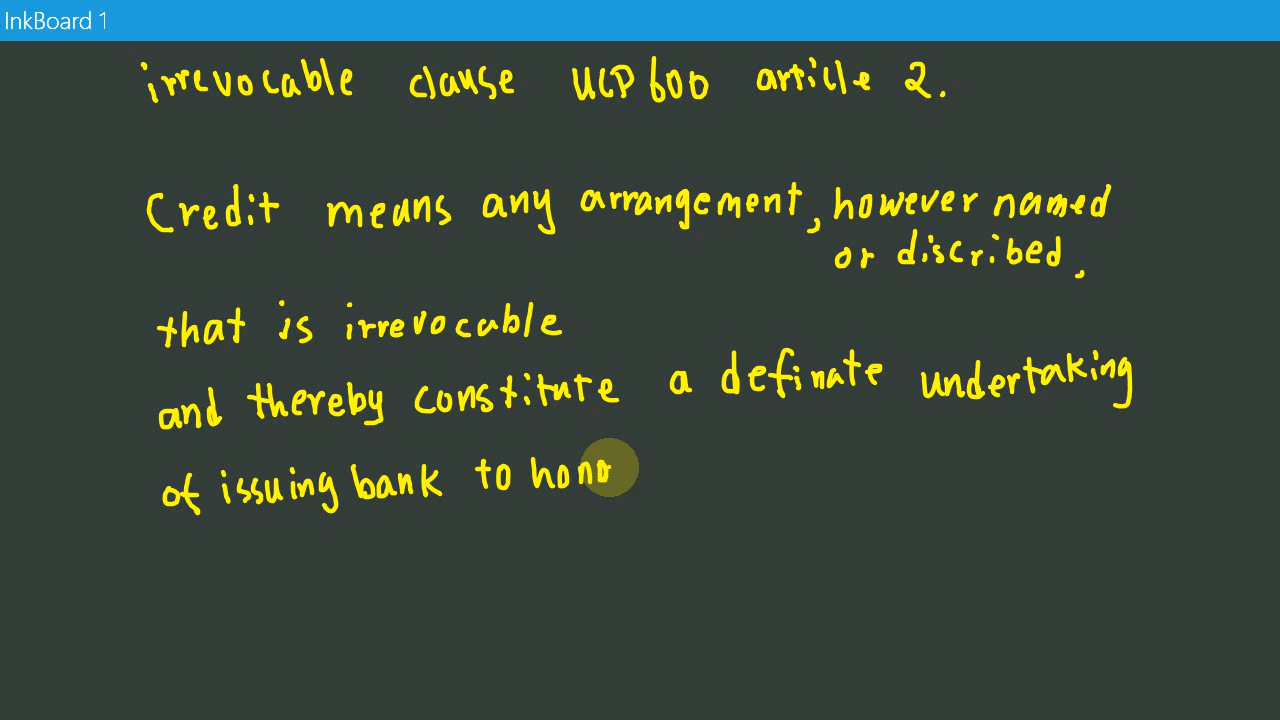 InkBoard 1
irrevocable clause UCP 600 article 2.
Credit means any arrangement, however named
or discribed,
that is irrevocable
and thereby constitute a definate undertaking
of issuing bank to hono